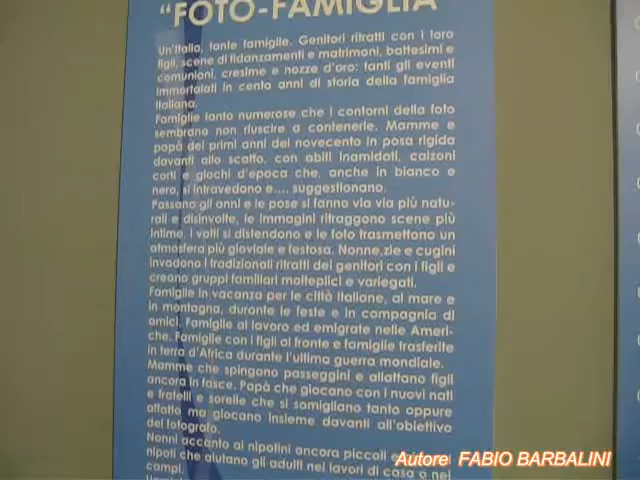 "FOTO-FAMIGLIA"
Un'Italia, tante famiglie. Genitori ritratti con i loro
figli, scene di fidanzamenti e matrimani, battesimi e
comunioni, cresime e nozze d'oro: tanti gli eventi
immortalati in cento anni di storia della famiglia
italiana.
Famiglie tanto numerose che i contorni della foto
sembrano non riuscire a contenerle. Mamme e
papà dei primi anni del novecento in posa rigida
davanti allo scatto, con abiti inamidati, calzoni
corti e giochi d'epoca che, anche in bianco e
nero, si intravedano e.... suggestionano.
Passano gli anni e le pose si fanno via via più natu-
rali e disinvolte, le immagini ritraggono scene più
intime, i volti si distendono e le foto trasmettono un
atmosfera più gioviale e festosa. Nonne,zie e cugini
invadono i tradizionali ritratti dei genitori con i figli e
creano gruppi familiari molteplici e variegati.
Famiglie in vacanza per le città italiane, al mare e
in montagna, durante le feste e in compagnia di
amici. Famiglie al lavoro ed emigrate nelle Ameri-
che. Famiglie con i figli al fronte e famiglie trasferite
in terra d'Africa durante l'ultima guerra mondiale.
Mamme che spingono passeggini e allattano figli
ancora in fasce. Papà che giocano con i nuovi nati
e fratelli e sorelle che si somigliano tanto oppure
affatto ma giocano insieme davanti all'obiettivo
del fotografo.
Nonni accanto ai nipotini ancora piccoli
nipoti che aiutano gli adulti nei lavori di casa o nei
campi.
Autore FABIO BARBALINI